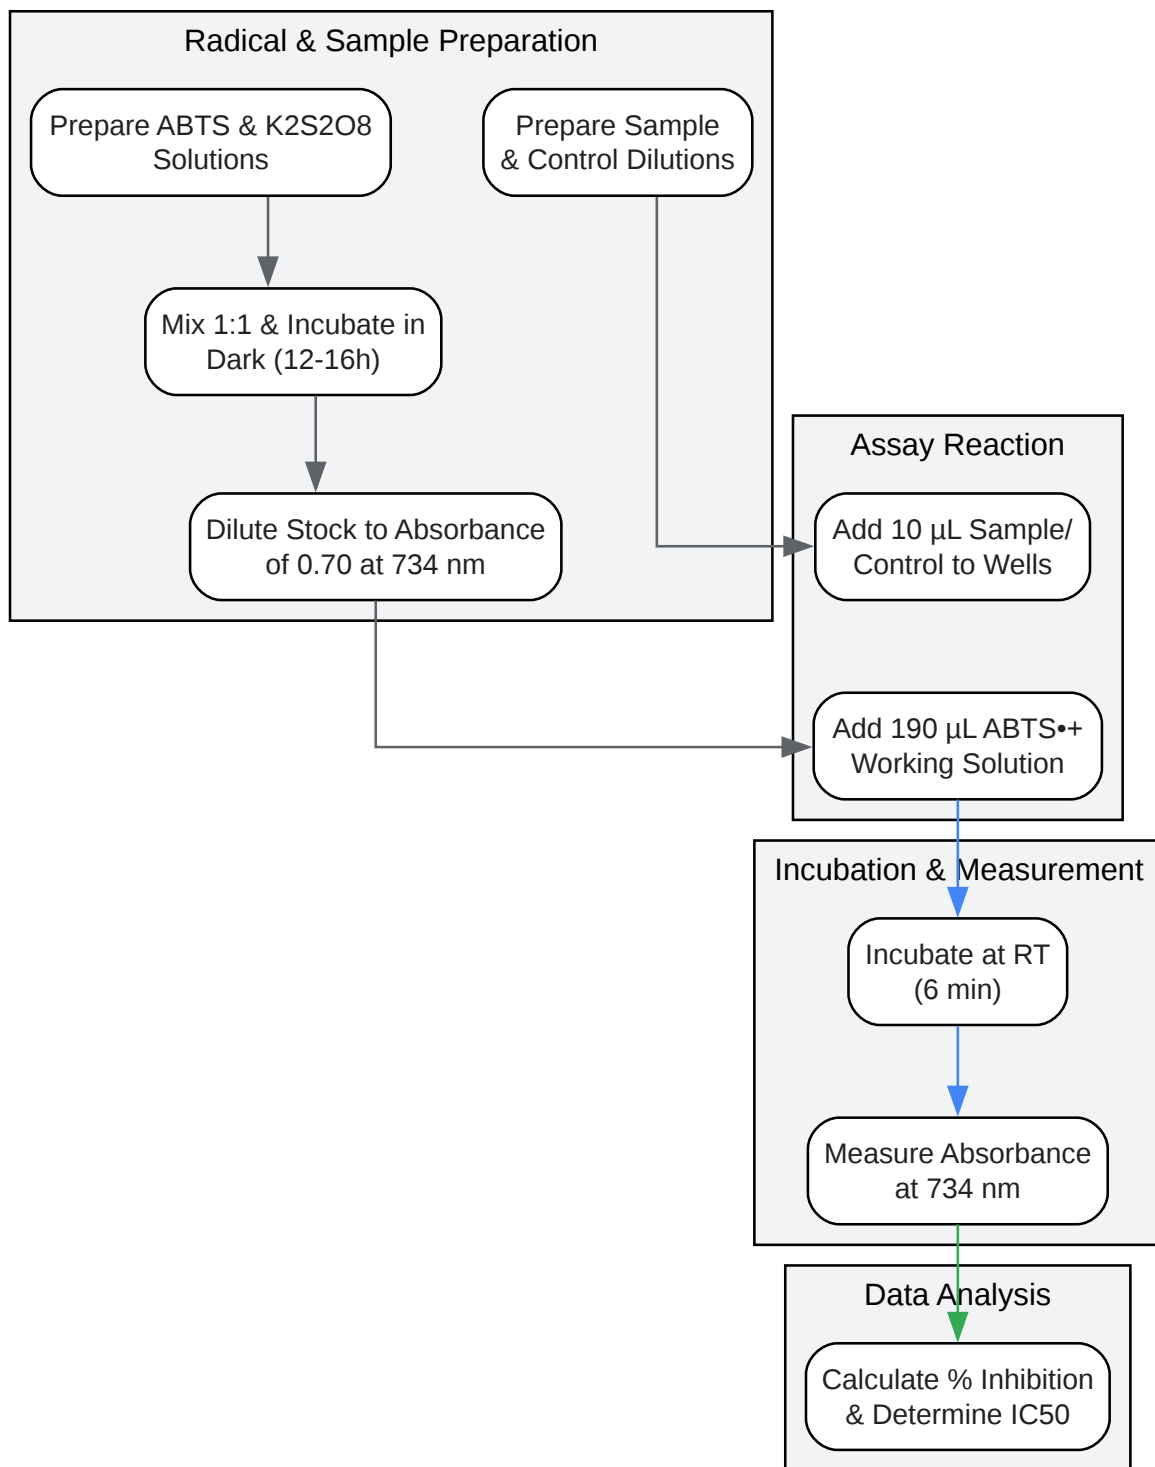 Radical & Sample Preparation
Prepare ABTS & K2S2O8
Solutions
Prepare Sample
& Control Dilutions
Mix 1:1 & Incubate in
Dark (12-16h)
Dilute Stock to Absorbance
of 0.70 at 734 nm
Assay Reaction
Add 10 µL Sample/
Control to Wells
Add 190 µL ABTS•+
Working Solution
Incubation & Measurement
Incubate at RT
(6 min)
Measure Absorbance
at 734 nm
Data Analysis
Calculate % Inhibition
& Determine IC50